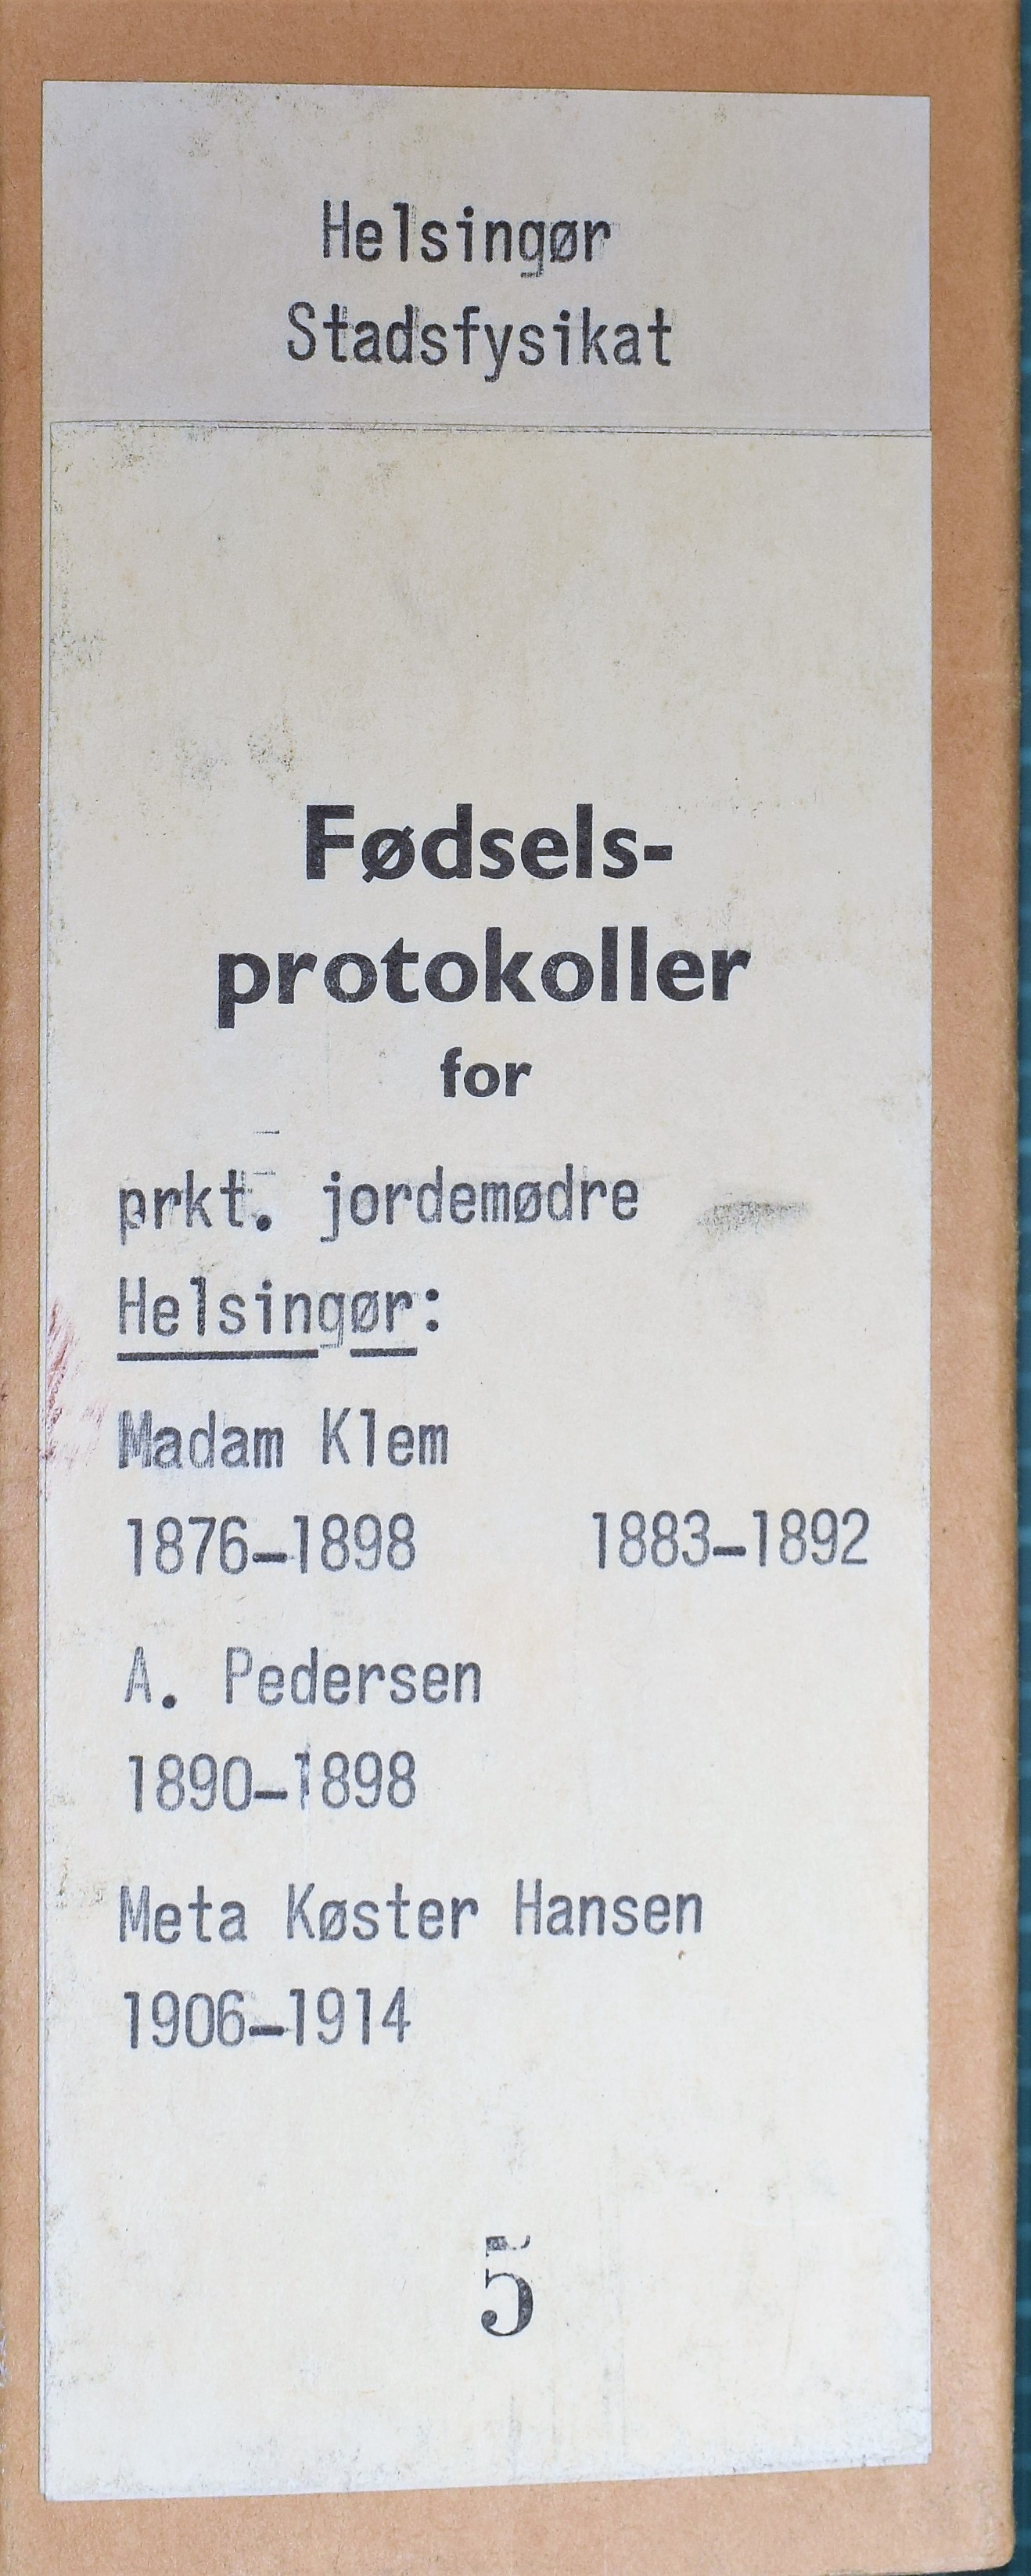 Helsingør
Stadsfysikat
Fødsels-
protokoller
for
prkt. jordemødre
Helsingør:
Madam Klem
1876-1898 1883-1892
A. Pedersen
1890-1898
Meta Køster Hansen
1906-1914
5